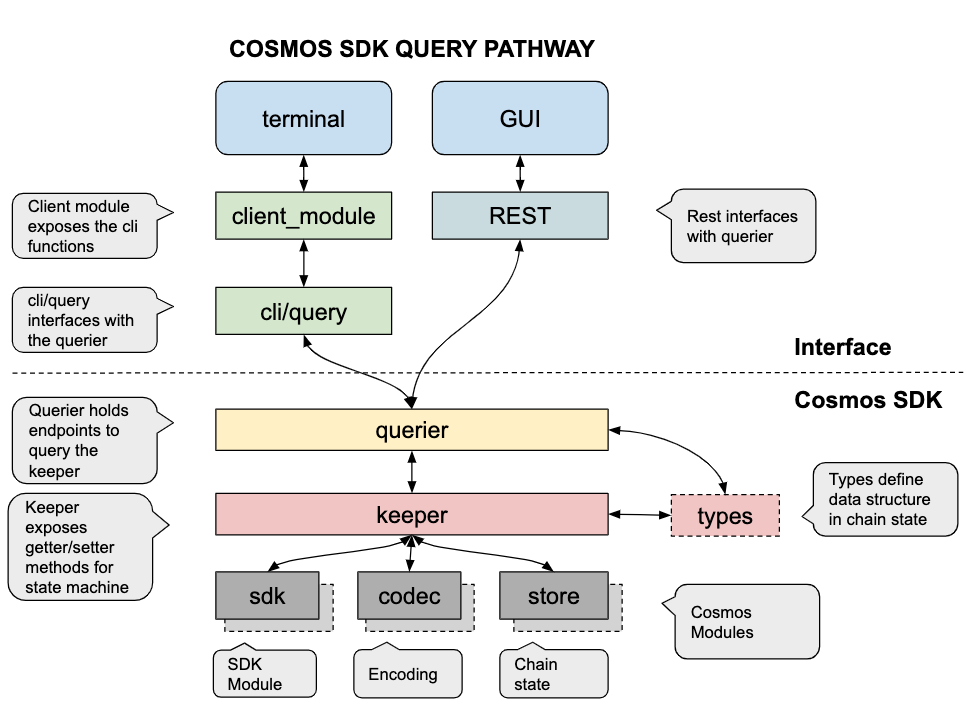 COSMOS SDK QUERY PATHWAY
terminal
GUI
Client module
exposes the cli
functions
client_module
REST
Rest interfaces
with querier
cli/query
interfaces with
the querier
cli/query
Interface
Cosmos SDK
Querier holds
endpoints to
query the
keeper
querier
Keeper
exposes
getter/setter
methods for
state machine
keeper
types
Types define
data structure
in chain state
sdk
codec
store
Cosmos
Modules
SDK
Module
Encoding
Chain
state